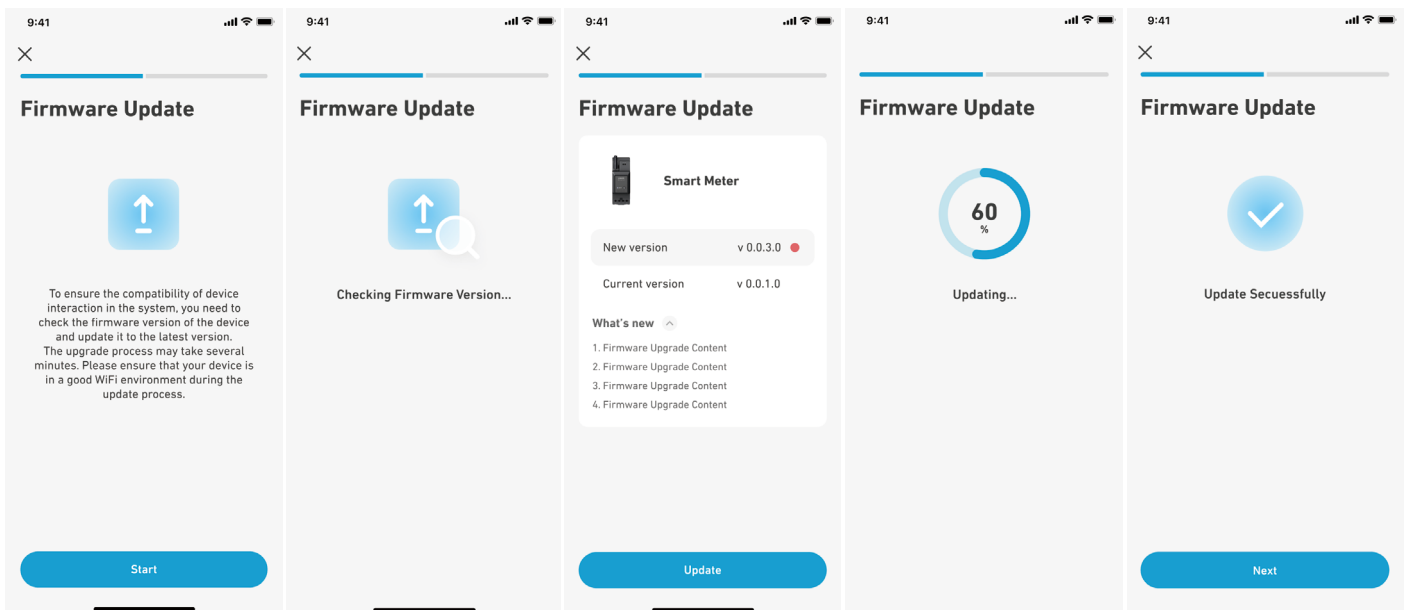 9:41
Firmware Update
To ensure the compatibility of device
interaction in the system, you need to
check the firmware version of the device
and update it to the latest version.
The upgrade process may take several
minutes. Please ensure that your device is
in a good WiFi environment during the
update process.
Start
9:41
Firmware Update
Checking Firmware Version...
9:41
Firmware Update
Smart Meter
New version v 0.0.3.0
Current version v 0.0.1.0
What's new
1. Firmware Upgrade Content
2. Firmware Upgrade Content
3. Firmware Upgrade Content
4. Firmware Upgrade Content
Update
9:41
Firmware Update
60
%
Updating...
9:41
Firmware Update
Update Secuessfully
Next